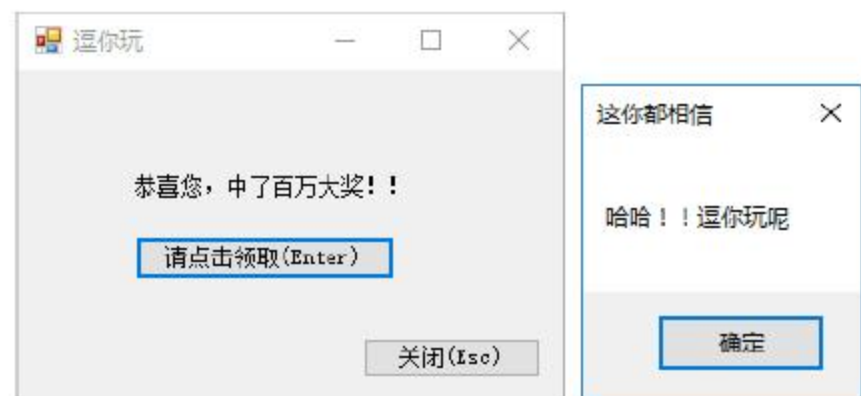 逗你玩
恭喜您，中了百万大奖！！
请点击领取(Enter)
关闭(Esc)
这你都相信
哈哈！！逗你玩呢
确定